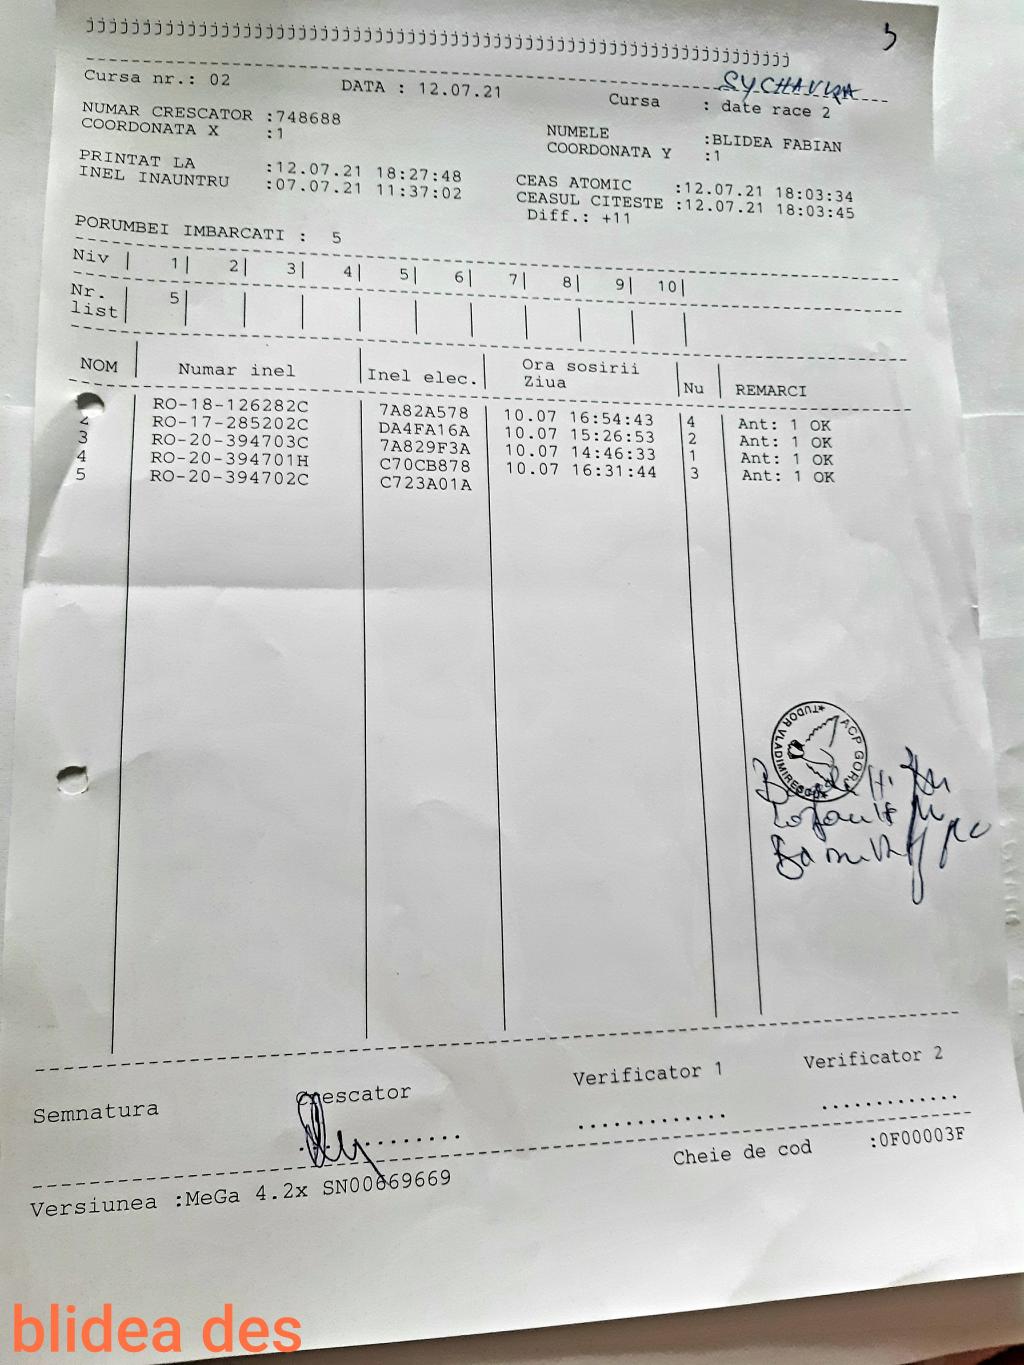 jjjjjjjjjjjjjjjjjjjjjjjjjjjjjjjjjjjjjjjjjjjjjjjjjjjjjjjjjjjjjj
Cursa nr.: 02 DATA : 12.07.21 Cursa : date race 2
NUMAR CRESCATOR :748688 NUMELE :BLIDEA FABIAN
COORDONATA X :1 COORDONATA Y :1
PRINTAT LA :12.07.21 18:27:48 CEAS ATOMIC :12.07.21 18:03:34
INEL INAUNTRU :07.07.21 11:37:02 CEASUL CITESTE :12.07.21 18:03:45
Diff.: +11
PORUMBEI IMBARCATI : 5
Niv | 1| 2| 3| 4| 5| 6| 7| 8| 9| 10|
Nr. list | 5| | | | | | | | | |
NOM | Numar inel | Inel elec. | Ora sosirii Ziua | Nu | REMARCI
RO-18-126282C 7A82A578 10.07 16:54:43 4 Ant: 1 OK
2 RO-17-285202C DA4FA16A 10.07 15:26:53 2 Ant: 1 OK
3 RO-20-394703C 7A829F3A 10.07 14:46:33 1 Ant: 1 OK
4 RO-20-394701H C70CB878 10.07 16:31:44 3 Ant: 1 OK
5 RO-20-394702C C723A01A
ACP GORJ *TUDOR VLADIMIRESCU*
Semnatura Crescator Verificator 1 Verificator 2
Cheie de cod :0F00003F
Versiunea :MeGa 4.2x SN00669669
blidea des